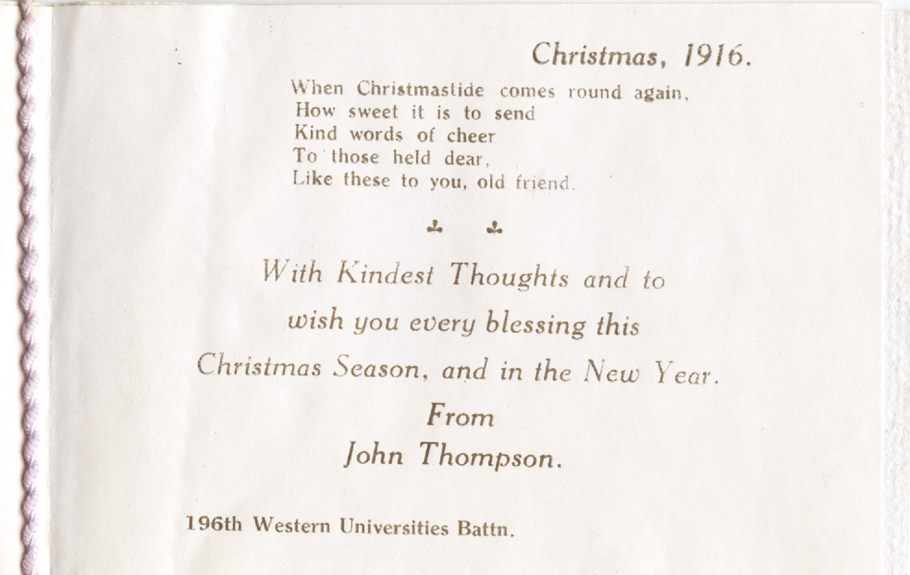 Christmas, 1916.
When Christmastide comes round again,
How sweet it is to send
Kind words of cheer
To those held dear,
Like these to you, old friend.
With Kindest Thoughts and to
wish you every blessing this
Christmas Season, and in the New Year.
From
John Thompson.
196th Western Universities Battn.